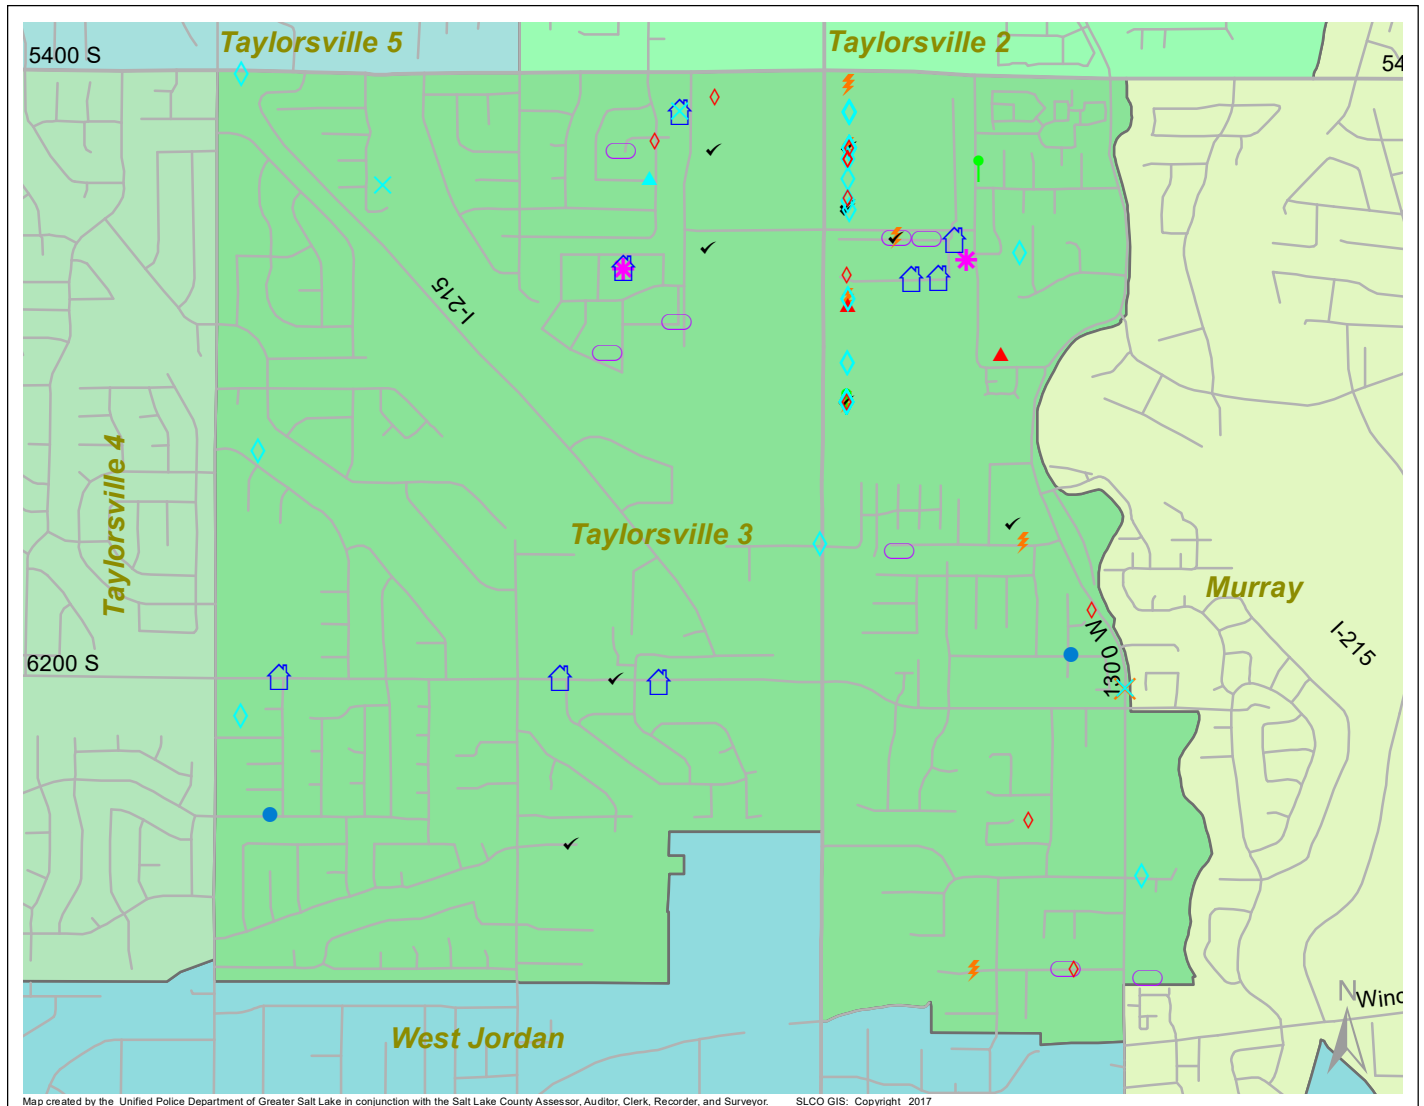 Taylorsville 5
Taylorsville 2
5400 S
54
I-215
Taylorsville 4
Taylorsville 3
Murray
I-215
6200 S
1300 W
West Jordan
N
Winc
Map created by the Unified Police Department of Greater Salt Lake in conjunction with the Salt Lake County Assessor, Auditor, Clerk, Recorder, and Surveyor. SLCO GIS: Copyright 2017